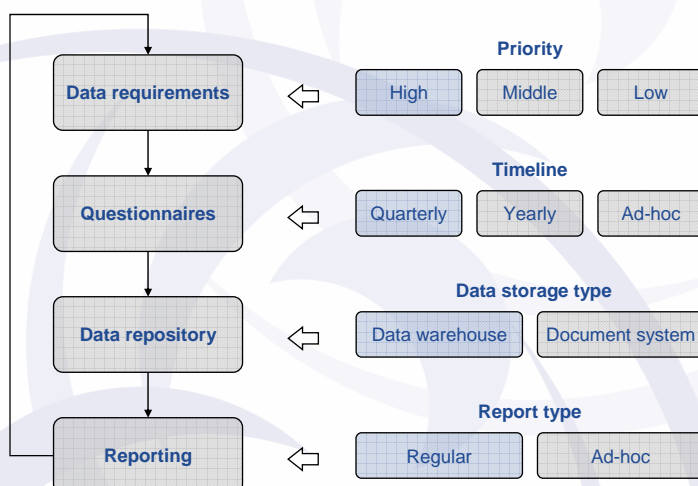 Priority
Data requirements
High
Middle
Low
Timeline
Questionnaires
Quarterly
Yearly
Ad-hoc
Data storage type
Data repository
Data warehouse
Document system
Report type
Reporting
Regular
Ad-hoc